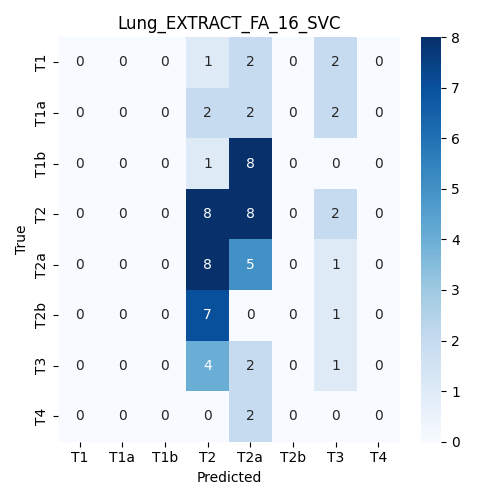 Lung_EXTRACT_FA_16_SVC
T1 0 0 0 1 2 0 2 0
T1a 0 0 0 2 2 0 2 0
T1b 0 0 0 1 8 0 0 0
T2 0 0 0 8 8 0 2 0
T2a 0 0 0 8 5 0 1 0
T2b 0 0 0 7 0 0 1 0
T3 0 0 0 4 2 0 1 0
T4 0 0 0 0 2 0 0 0
T1 T1a T1b T2 T2a T2b T3 T4
Predicted
True
8
7
6
5
4
3
2
1
0